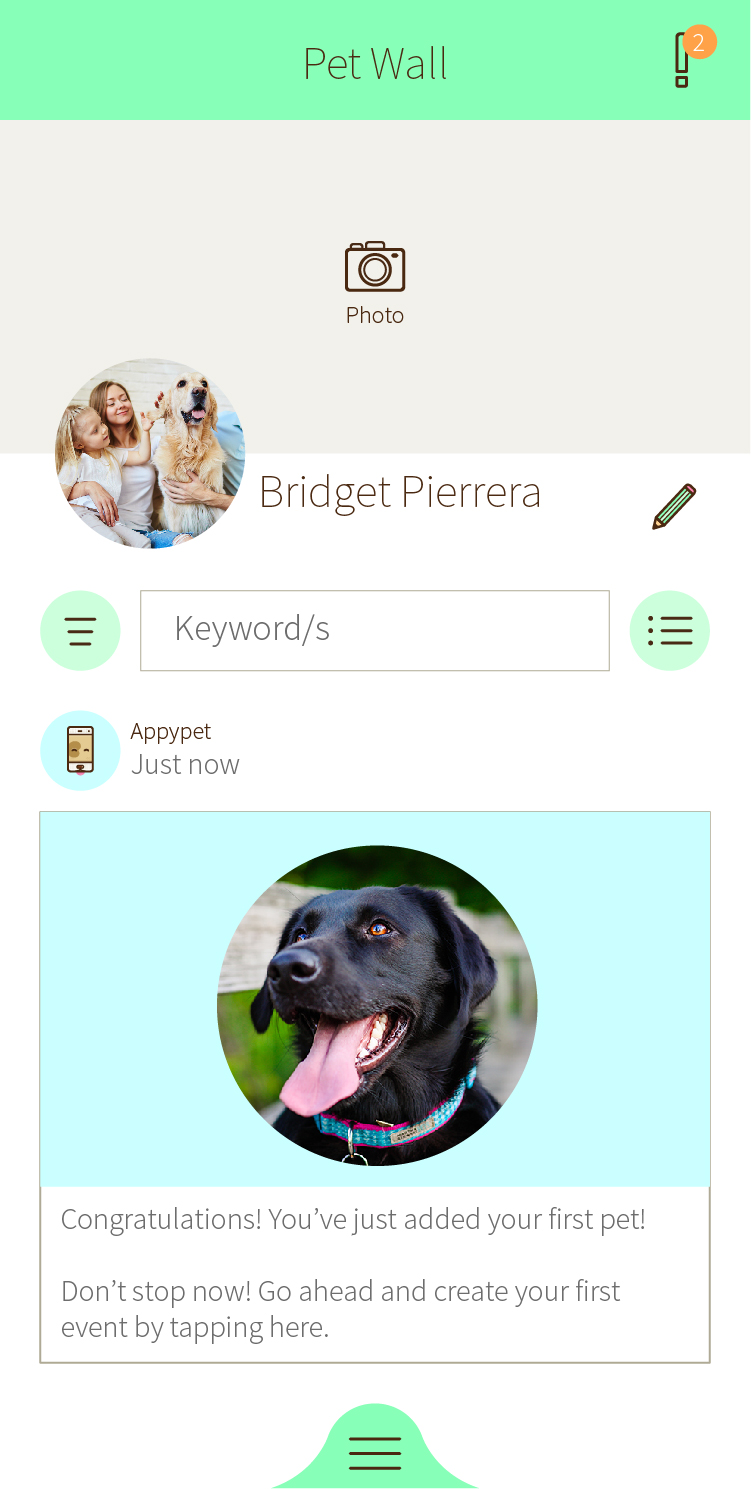 Pet Wall
2
Photo
Bridget Pierrera
Keyword/s
Appypet
Just now
Congratulations! You’ve just added your first pet!
Don’t stop now! Go ahead and create your first
event by tapping here.